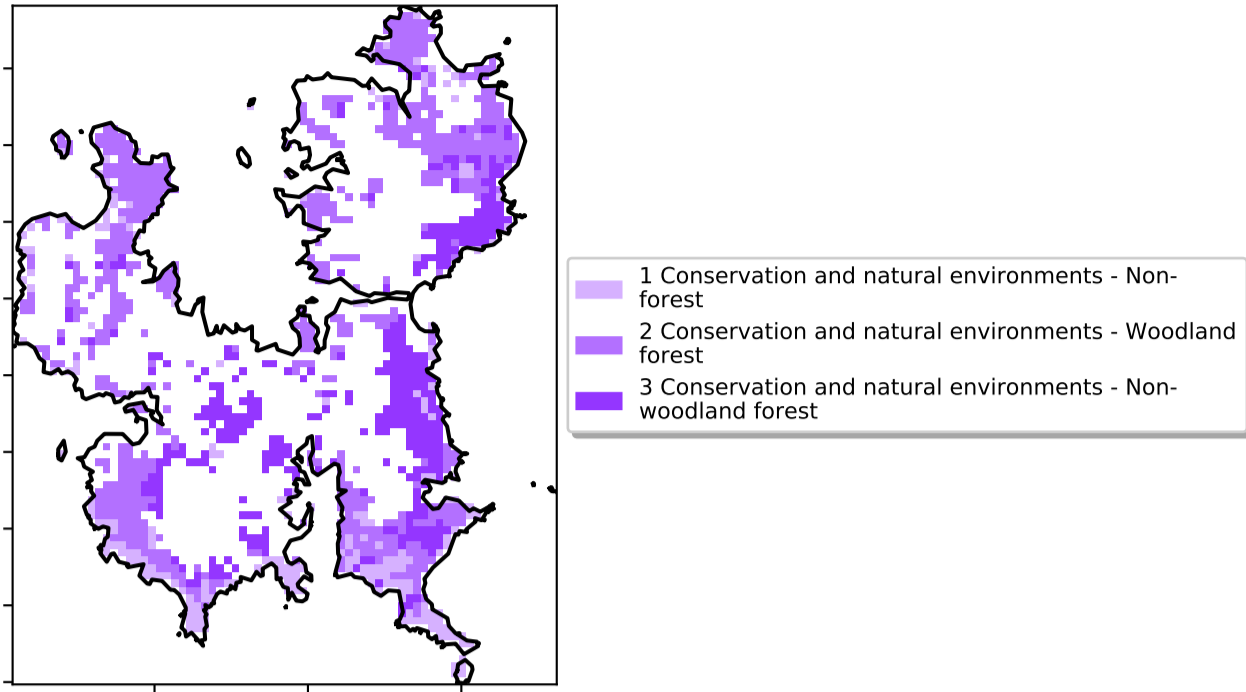 1 Conservation and natural environments - Non-
forest
2 Conservation and natural environments - Woodland
forest
3 Conservation and natural environments - Non-
woodland forest